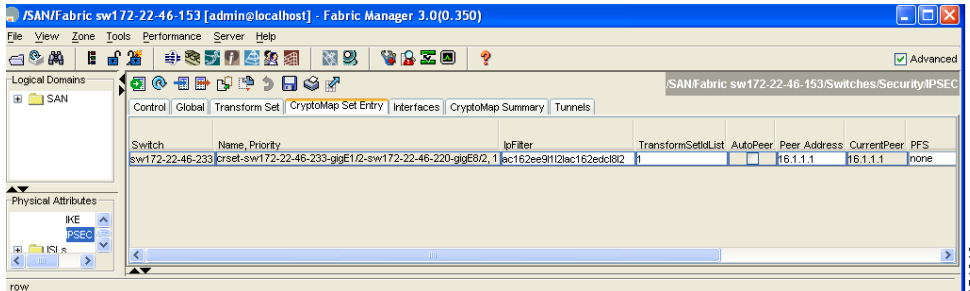 /SAN/Fabric sw172-22-46-153 [admin@localhost] - Fabric Manager 3.0(0.350)
File View Zone Tools Performance Server Help
Advanced
Logical Domains
/SAN/Fabric sw172-22-46-153/Switches/Security/IPSEC
SAN
Control Global Transform Set CryptoMap Set Entry Interfaces CryptoMap Summary Tunnels
Switch Name, Priority IpFilter TransformSetIdList AutoPeer Peer Address CurrentPeer PFS
sw172-22-46-233 crset-sw172-22-46-233-gigE1/2-sw172-22-46-220-gigE8/2, 1 1 16.1.1.1 16.1.1.1 none
Physical Attributes
IKE
IPSEC
ISLs
row